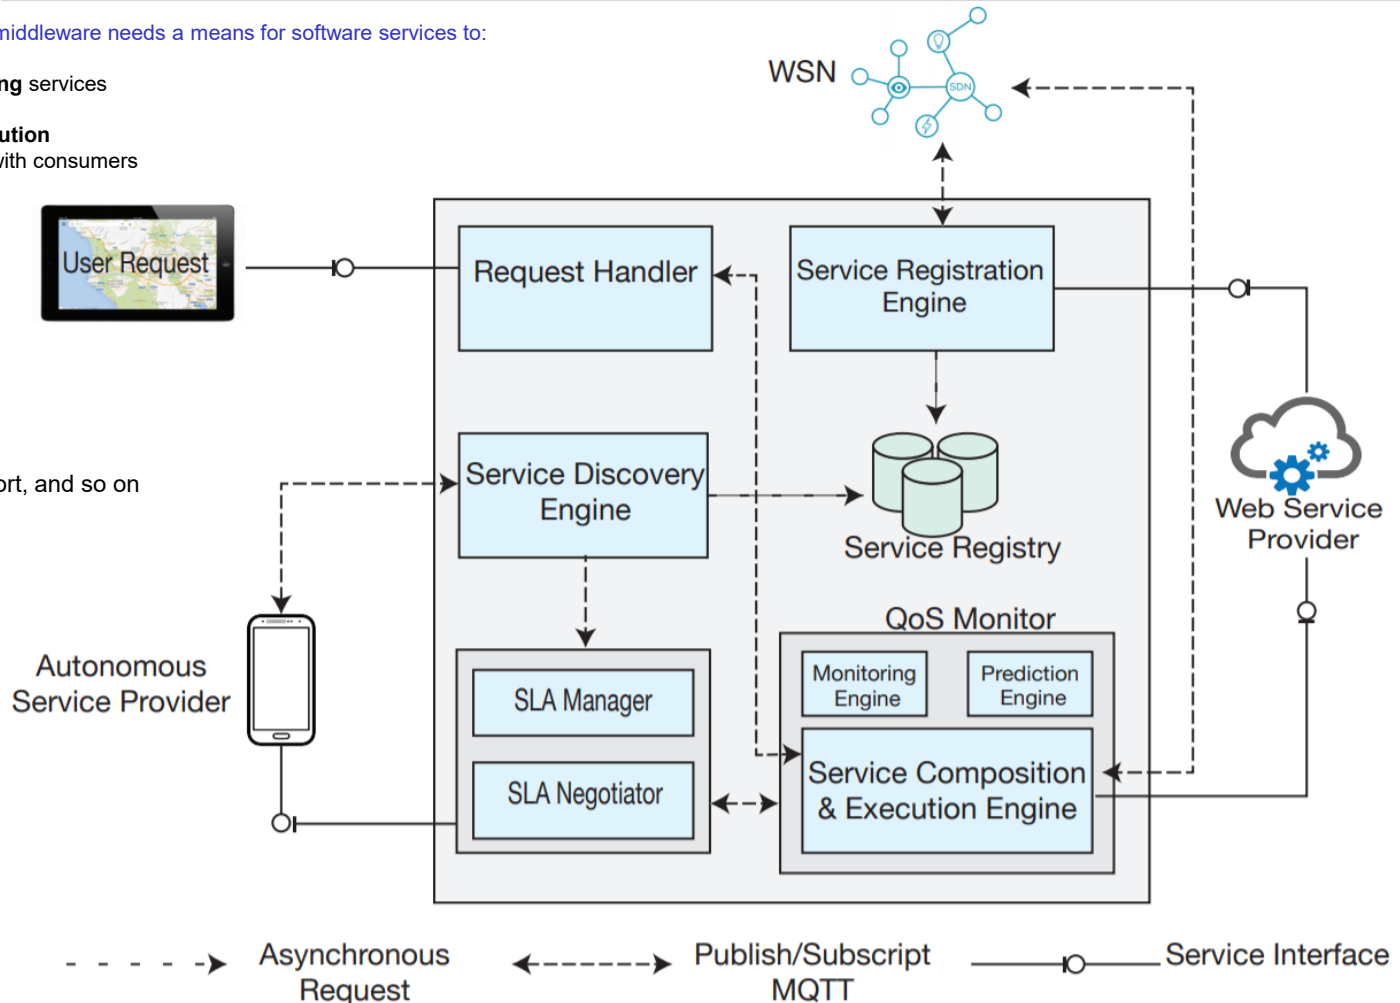 middleware needs a means for software services to:
ng services
ution
with consumers
ort, and so on
WSN
SDN
User Request
Request Handler
Service Registration
Engine
Service Discovery
Engine
Service Registry
Web Service
Provider
QoS Monitor
Monitoring
Engine
Prediction
Engine
Autonomous
Service Provider
SLA Manager
SLA Negotiator
Service Composition
& Execution Engine
Asynchronous
Request
Publish/Subscript
MQTT
Service Interface